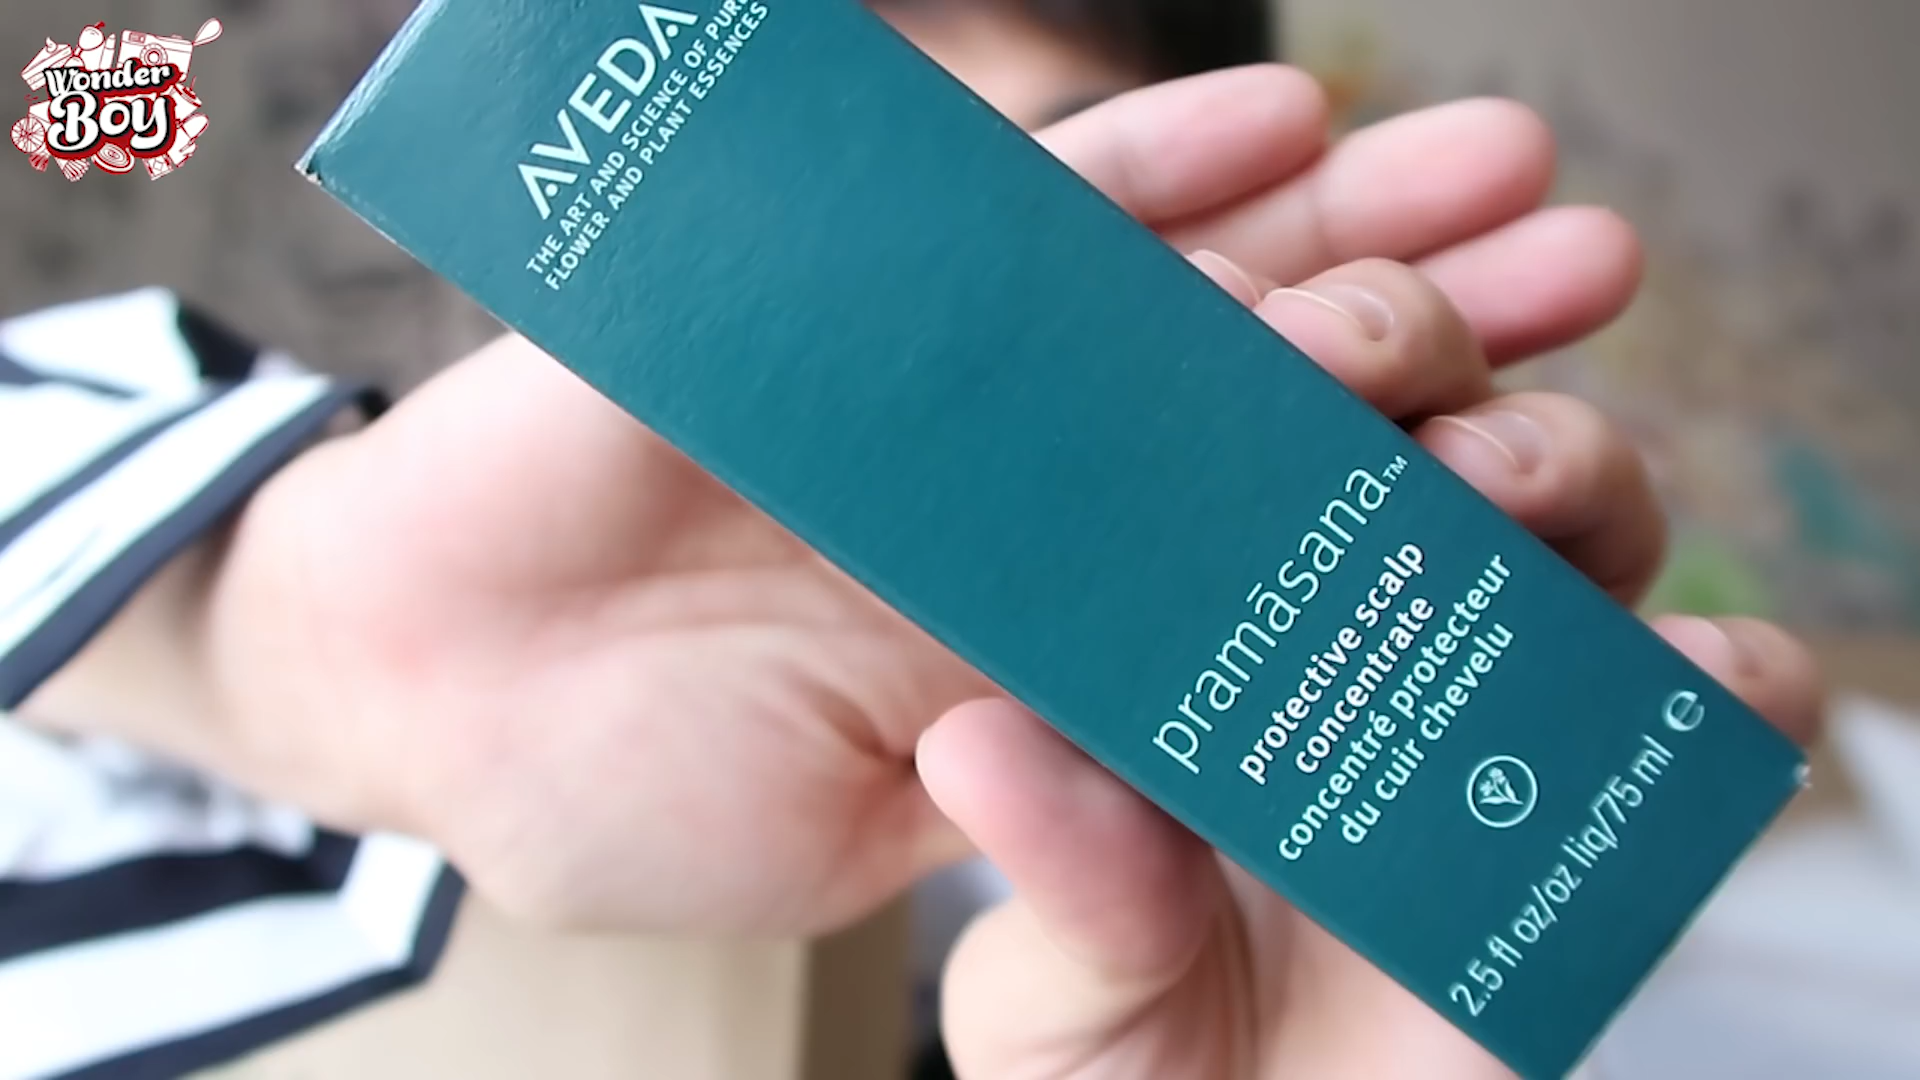 Wonder
Boy
AVEDA
THE ART AND SCIENCE OF PURE
FLOWER AND PLANT ESSENCES
pramāsana™
protective scalp
concentrate
concentré protecteur
du cuir chevelu
2.5 fl oz/oz liq/75 ml e